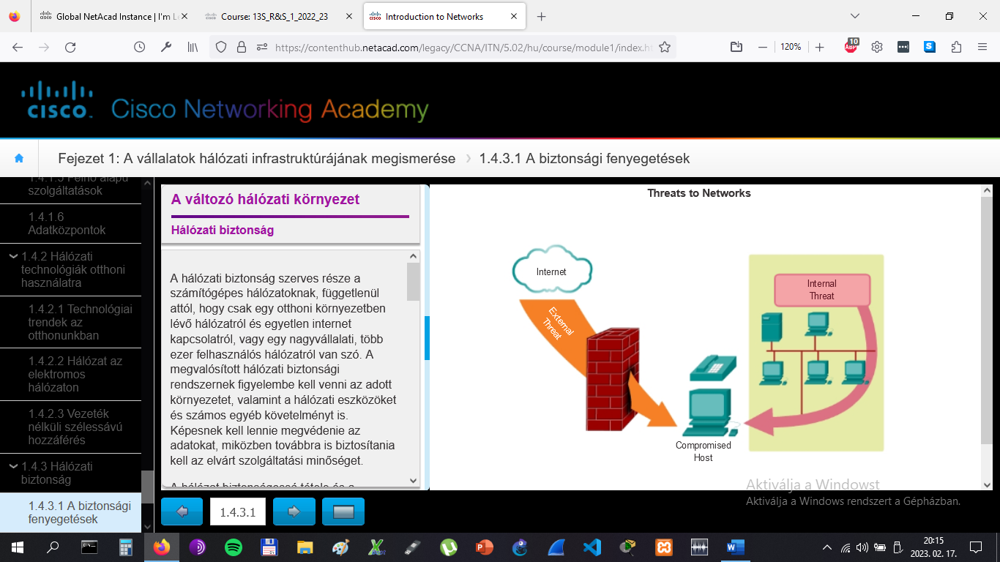 Global NetAcad Instance | I'm Le
Course: 13S_R&S_1_2022_23
Introduction to Networks
https://contenthub.netacad.com/legacy/CCNA/ITN/5.02/hu/course/module1/index.h
120%
10
ABP
CISCO
Cisco Networking Academy
Fejezet 1: A vállalatok hálózati infrastruktúrájának megismerése
1.4.3.1 A biztonsági fenyegetések
1.4.1.5 Felhő alapú
szolgáltatások
1.4.1.6
Adatközpontok
1.4.2 Hálózati
technológiák otthoni
használatra
1.4.2.1 Technológiai
trendek az
otthonunkban
1.4.2.2 Hálózat az
elektromos
hálózaton
1.4.2.3 Vezeték
nélküli szélessávú
hozzáférés
1.4.3 Hálózati
biztonság
1.4.3.1 A biztonsági
fenyegetések
A változó hálózati környezet
Hálózati biztonság
A hálózati biztonság szerves része a
számítógépes hálózatoknak, függetlenül
attól, hogy csak egy otthoni környezetben
lévő hálózatról és egyetlen internet
kapcsolatról, vagy egy nagyvállalati, több
ezer felhasználós hálózatról van szó. A
megvalósított hálózati biztonsági
rendszernek figyelembe kell venni az adott
környezetet, valamint a hálózati eszközöket
és számos egyéb követelményt is.
Képesnek kell lennie megvédenie az
adatokat, miközben továbbra is biztosítania
kell az elvárt szolgáltatási minőséget.
A hálózat biztonságossá tétele és a
1.4.3.1
Threats to Networks
Internet
External
Threat
Internal
Threat
Compromised
Host
Aktiválja a Windowst
Aktiválja a Windows rendszert a Gépházban.
20:15
2023. 02. 17.